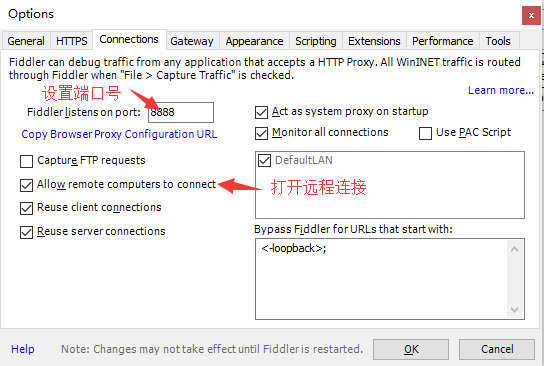 Options
General HTTPS Connections Gateway Appearance Scripting Extensions Performance Tools
Fiddler can debug traffic from any application that accepts a HTTP Proxy. All WinINET traffic is routed
through Fiddler when "File > Capture Traffic" is checked.
Learn more...
设置端口号
Fiddler listens on port: 8888
Copy Browser Proxy Configuration URL
Capture FTP requests
Allow remote computers to connect
Reuse client connections
Reuse server connections
Act as system proxy on startup
Monitor all connections
Use PAC Script
DefaultLAN
打开远程连接
Bypass Fiddler for URLs that start with:
<-loopback>;
Help
Note: Changes may not take effect until Fiddler is restarted.
OK
Cancel